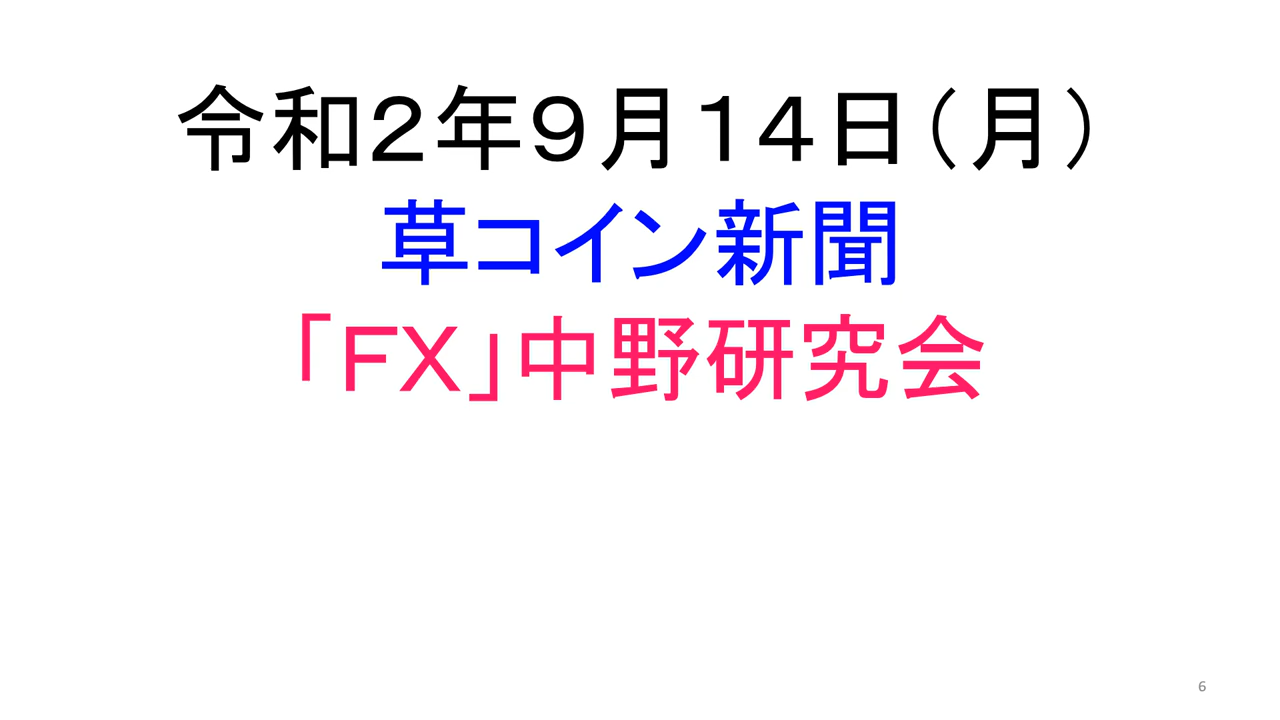 令和２年９月１４日（月）
草コイン新聞
「ＦＸ」中野研究会
6